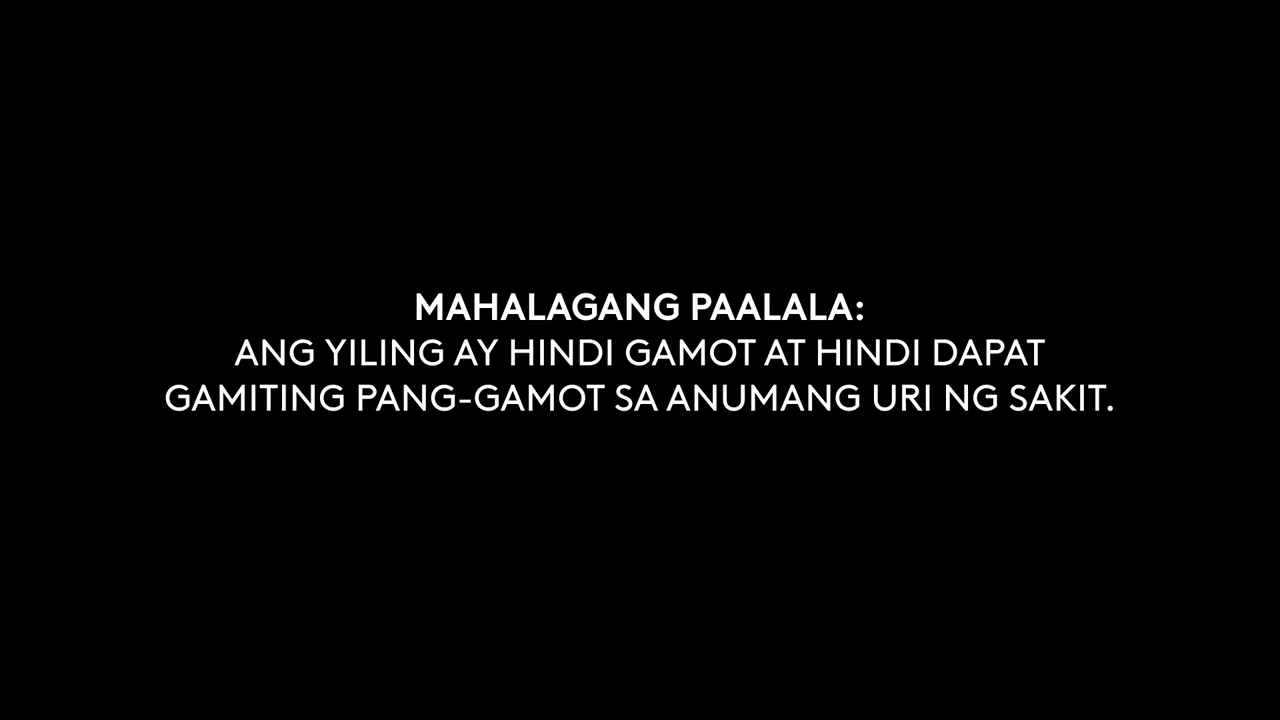 MAHALAGANG PAALALA:
ANG YILING AY HINDI GAMOT AT HINDI DAPAT
GAMITING PANG-GAMOT SA ANUMANG URI NG SAKIT.